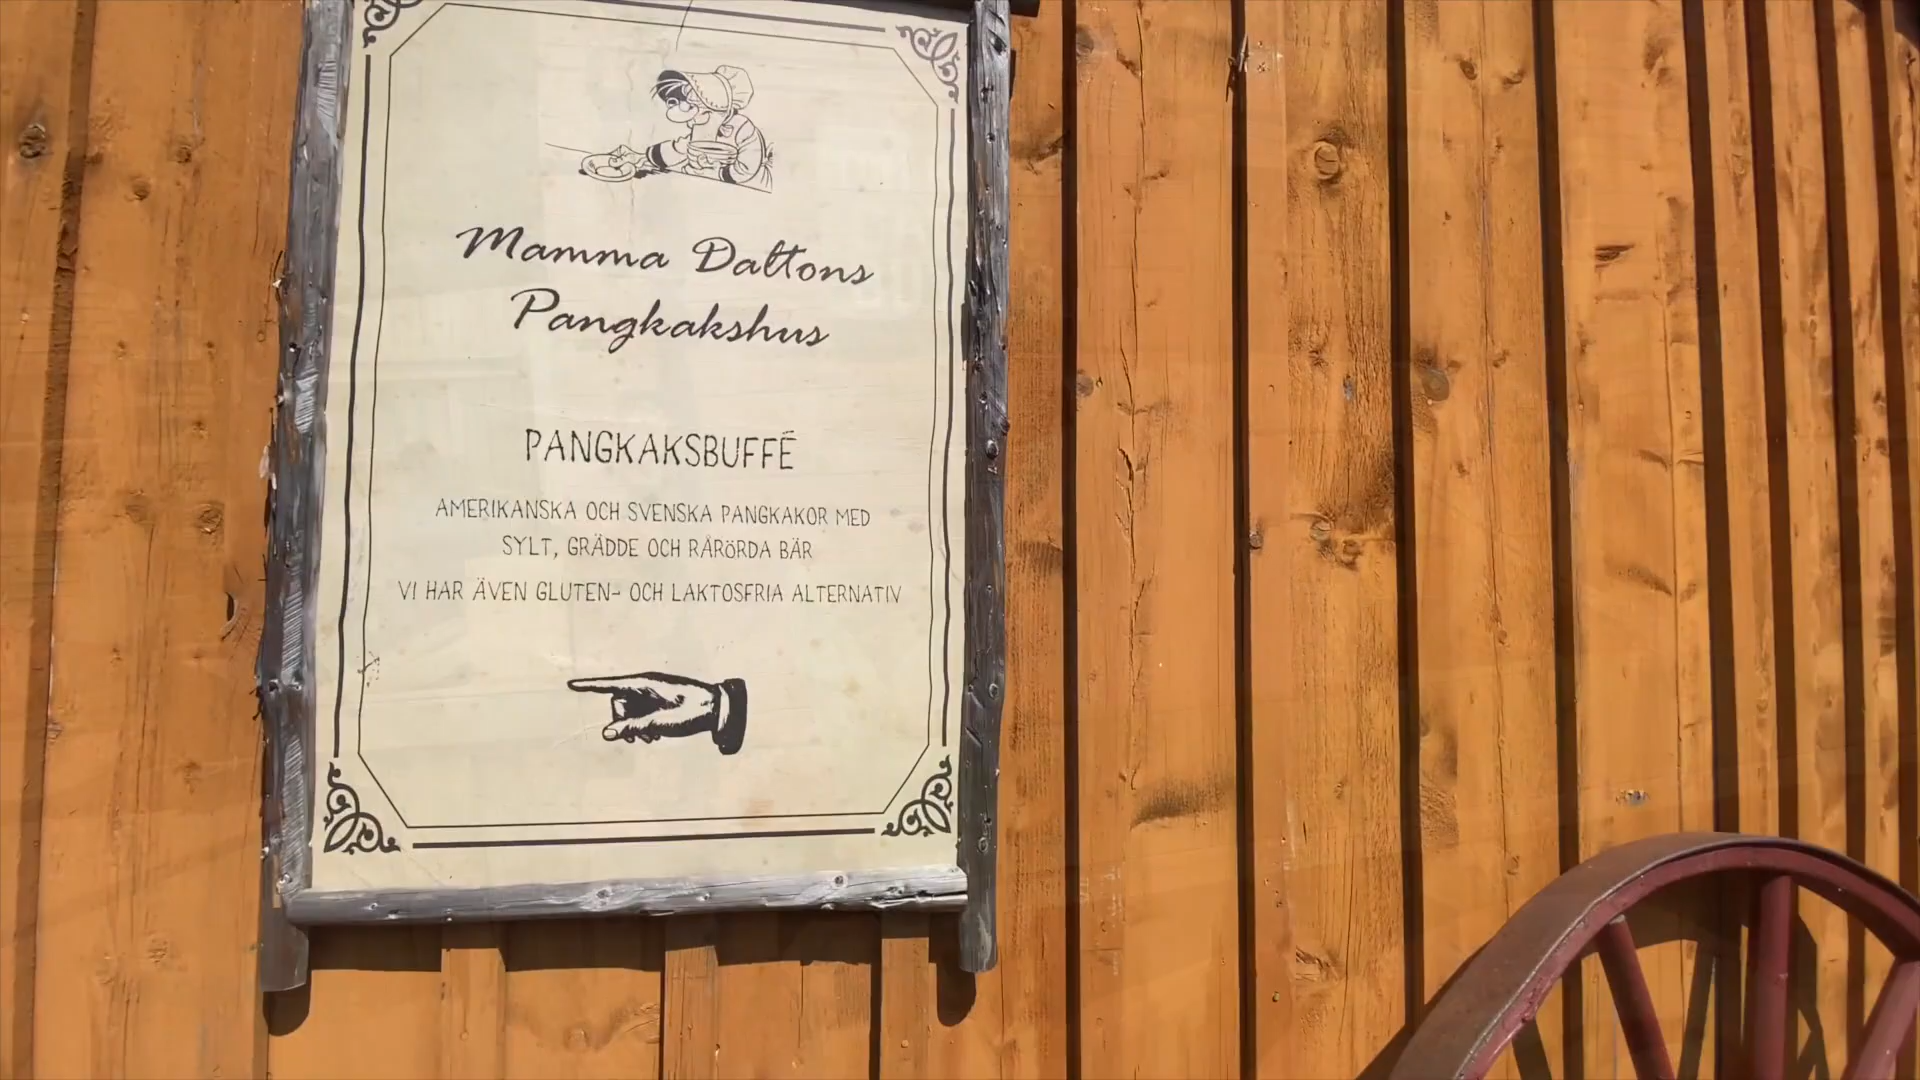 Mamma Daltons
Pangkakshus
PANGKAKSBUFFÉ
AMERIKANSKA OCH SVENSKA PANGKAKOR MED
SYLT, GRÄDDE OCH RÅRÖRDA BÄR
VI HAR ÄVEN GLUTEN- OCH LAKTOSFRIA ALTERNATIV